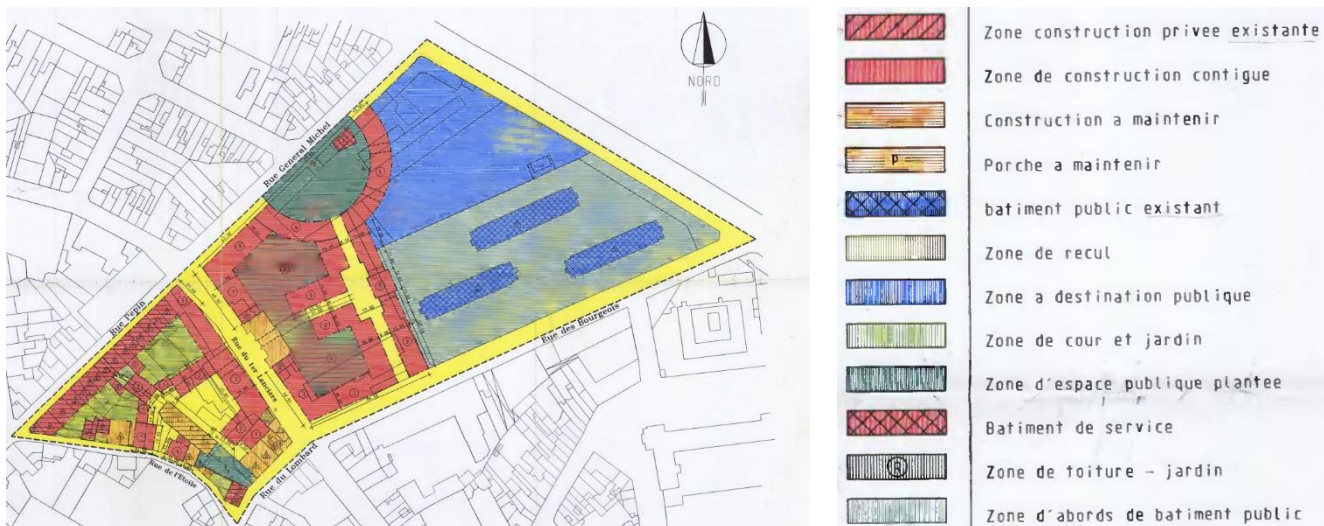 NORD
Rue General Michel
Rue Pepin
Rue du 1er Lanciers
Rue des Bourgeois
Rue de l'Etoile
Rue du Lombard
Zone construction privee existante
Zone de construction contigue
Construction a maintenir
P
Porche a maintenir
batiment public existant
Zone de recul
Zone a destination publique
Zone de cour et jardin
Zone d'espace publique plantee
Batiment de service
R
Zone de toiture - jardin
Zone d'abords de batiment public